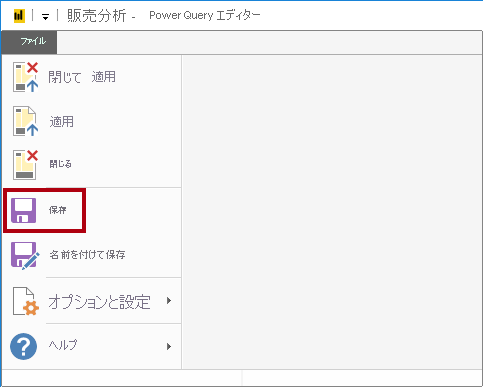 販売分析 - Power Query エディター
ファイル
閉じて 適用
適用
閉じる
保存
名前を付けて保存
オプションと設定
ヘルプ